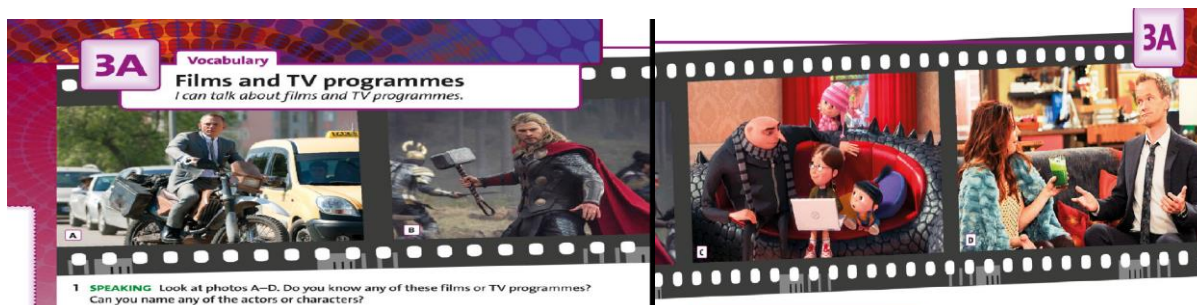 3A
Vocabulary
Films and TV programmes
I can talk about films and TV programmes.
TAXI
A
B
1 SPEAKING Look at photos A–D. Do you know any of these films or TV programmes?
Can you name any of the actors or characters?
3A
C
D